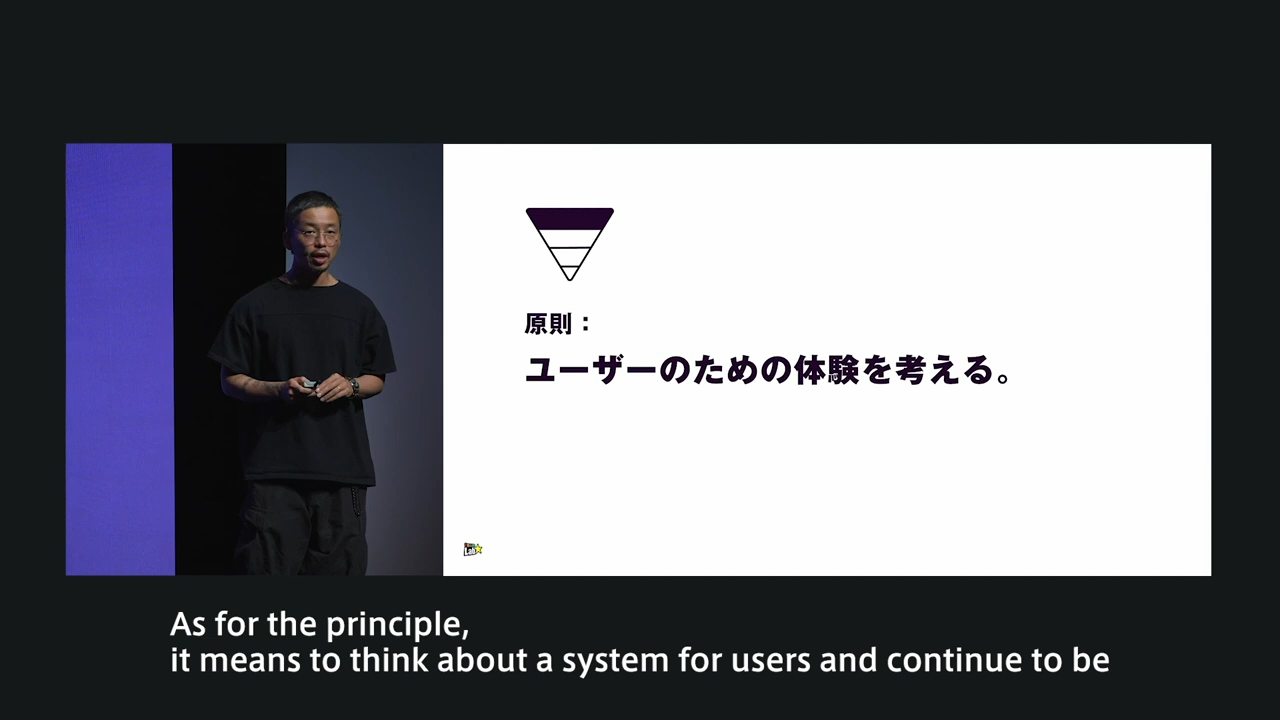 原則：
ユーザーのための体験を考える。
Lab
As for the principle,
it means to think about a system for users and continue to be